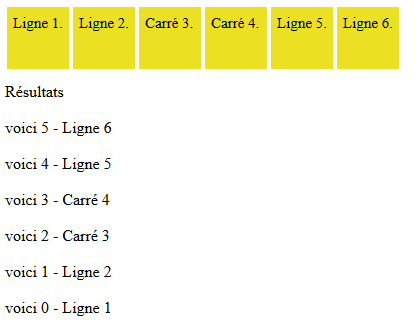 Ligne 1. Ligne 2. Carré 3. Carré 4. Ligne 5. Ligne 6.
Résultats
voici 5 - Ligne 6
voici 4 - Ligne 5
voici 3 - Carré 4
voici 2 - Carré 3
voici 1 - Ligne 2
voici 0 - Ligne 1